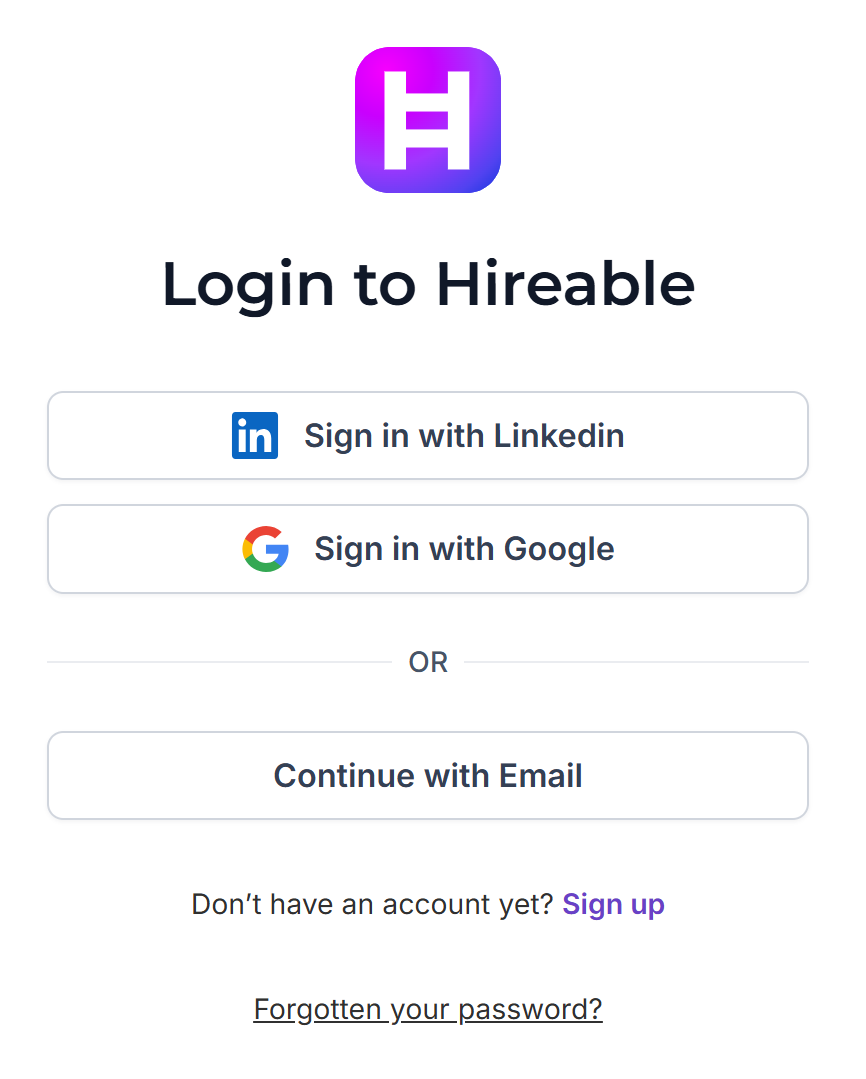 H
Login to Hireable
in Sign in with Linkedin
G Sign in with Google
OR
Continue with Email
Don’t have an account yet? Sign up
Forgotten your password?